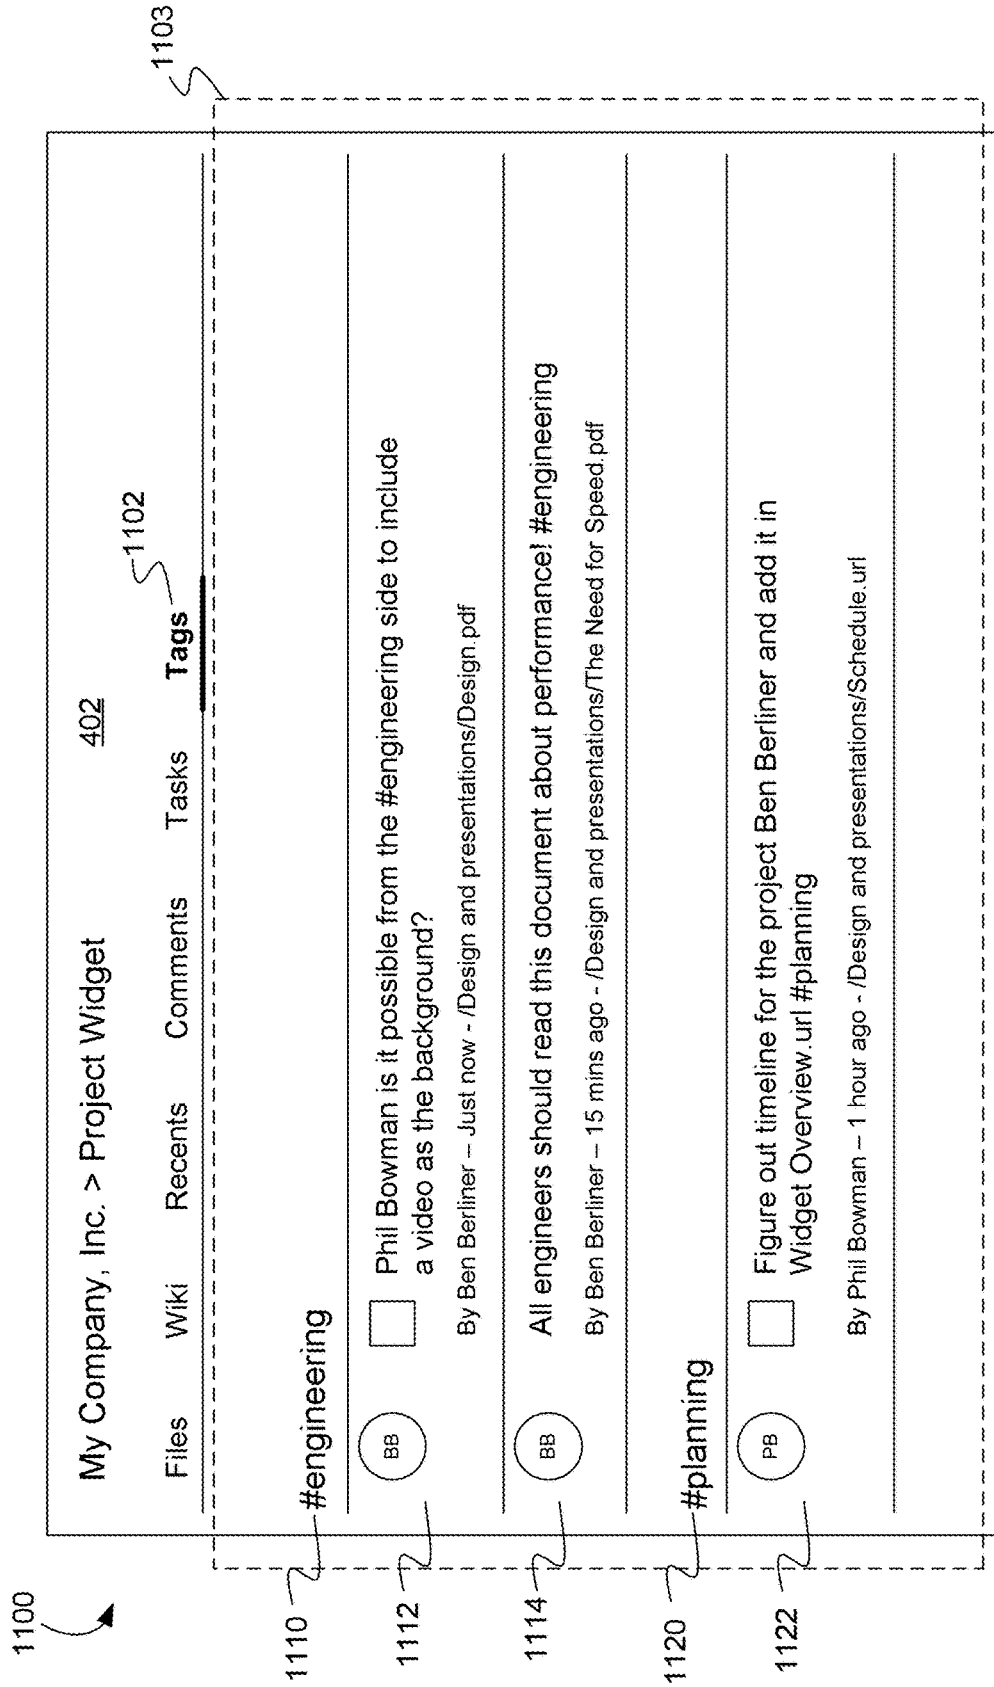 1100
My Company, Inc. > Project Widget
402
Files
Wiki
Recents
Comments
Tasks
Tags
1102
1103
1110
#engineering
1112
BB
Phil Bowman is it possible from the #engineering side to include
a video as the background?
By Ben Berliner – Just now - /Design and presentations/Design.pdf
1114
BB
All engineers should read this document about performance! #engineering
By Ben Berliner – 15 mins ago - /Design and presentations/The Need for Speed.pdf
1120
#planning
1122
PB
Figure out timeline for the project Ben Berliner and add it in
Widget Overview.url #planning
By Phil Bowman – 1 hour ago - /Design and presentations/Schedule.url